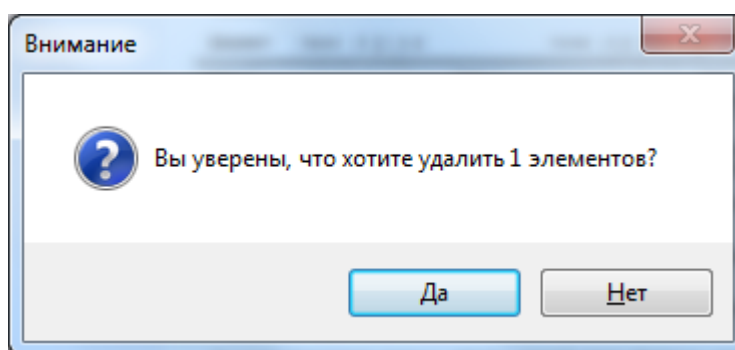 Внимание
Вы уверены, что хотите удалить 1 элементов?
Да
Нет